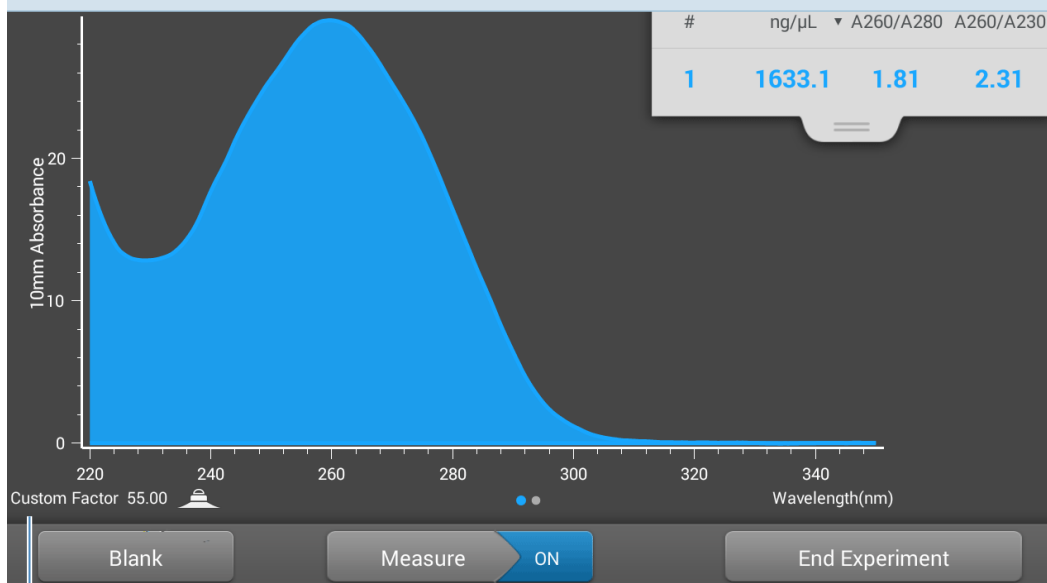 # ng/µL ▼ A260/A280 A260/A230
1 1633.1 1.81 2.31
10mm Absorbance
20
10
0
220 240 260 280 300 320 340
Custom Factor 55.00
Wavelength(nm)
Blank Measure ON End Experiment